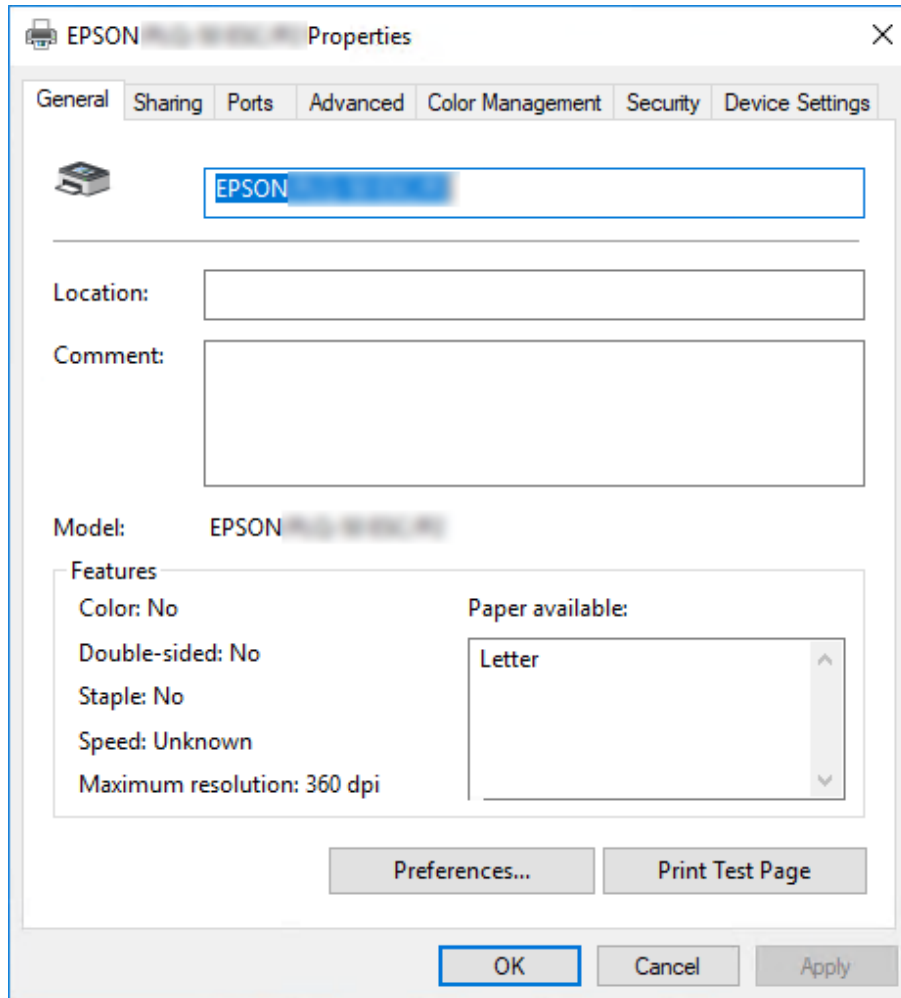 EPSON Properties
General Sharing Ports Advanced Color Management Security Device Settings
EPSON
Location:
Comment:
Model: EPSON
Features
Color: No
Paper available:
Double-sided: No
Letter
Staple: No
Speed: Unknown
Maximum resolution: 360 dpi
Preferences... Print Test Page
OK Cancel Apply